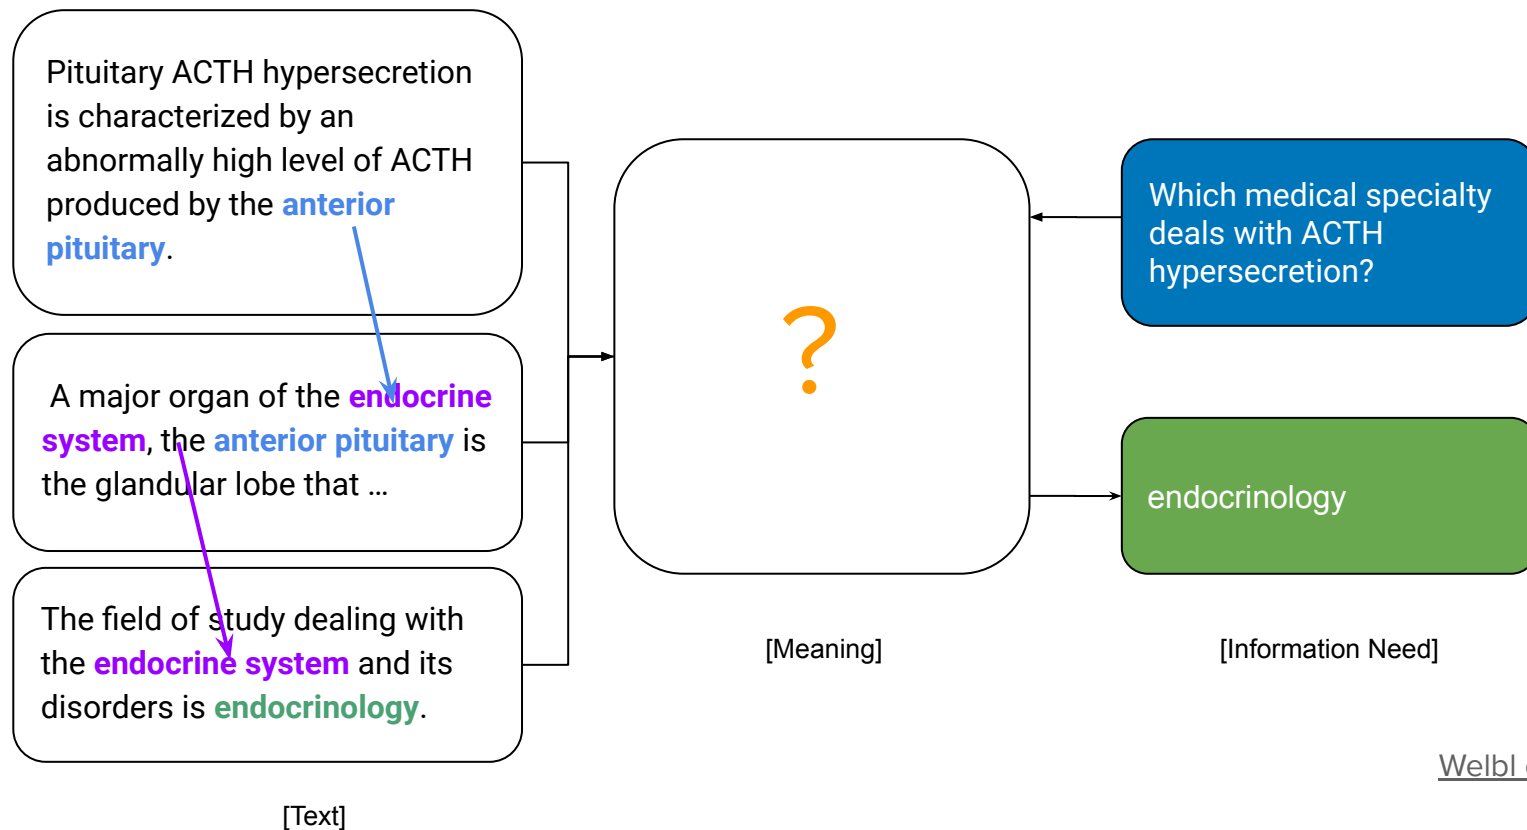 Pituitary ACTH hypersecretion
is characterized by an
abnormally high level of ACTH
produced by the anterior
pituitary.
A major organ of the endocrine
system, the anterior pituitary is
the glandular lobe that ...
The field of study dealing with
the endocrine system and its
disorders is endocrinology.
[Text]
?
[Meaning]
Which medical specialty
deals with ACTH
hypersecretion?
endocrinology
[Information Need]
Welbl